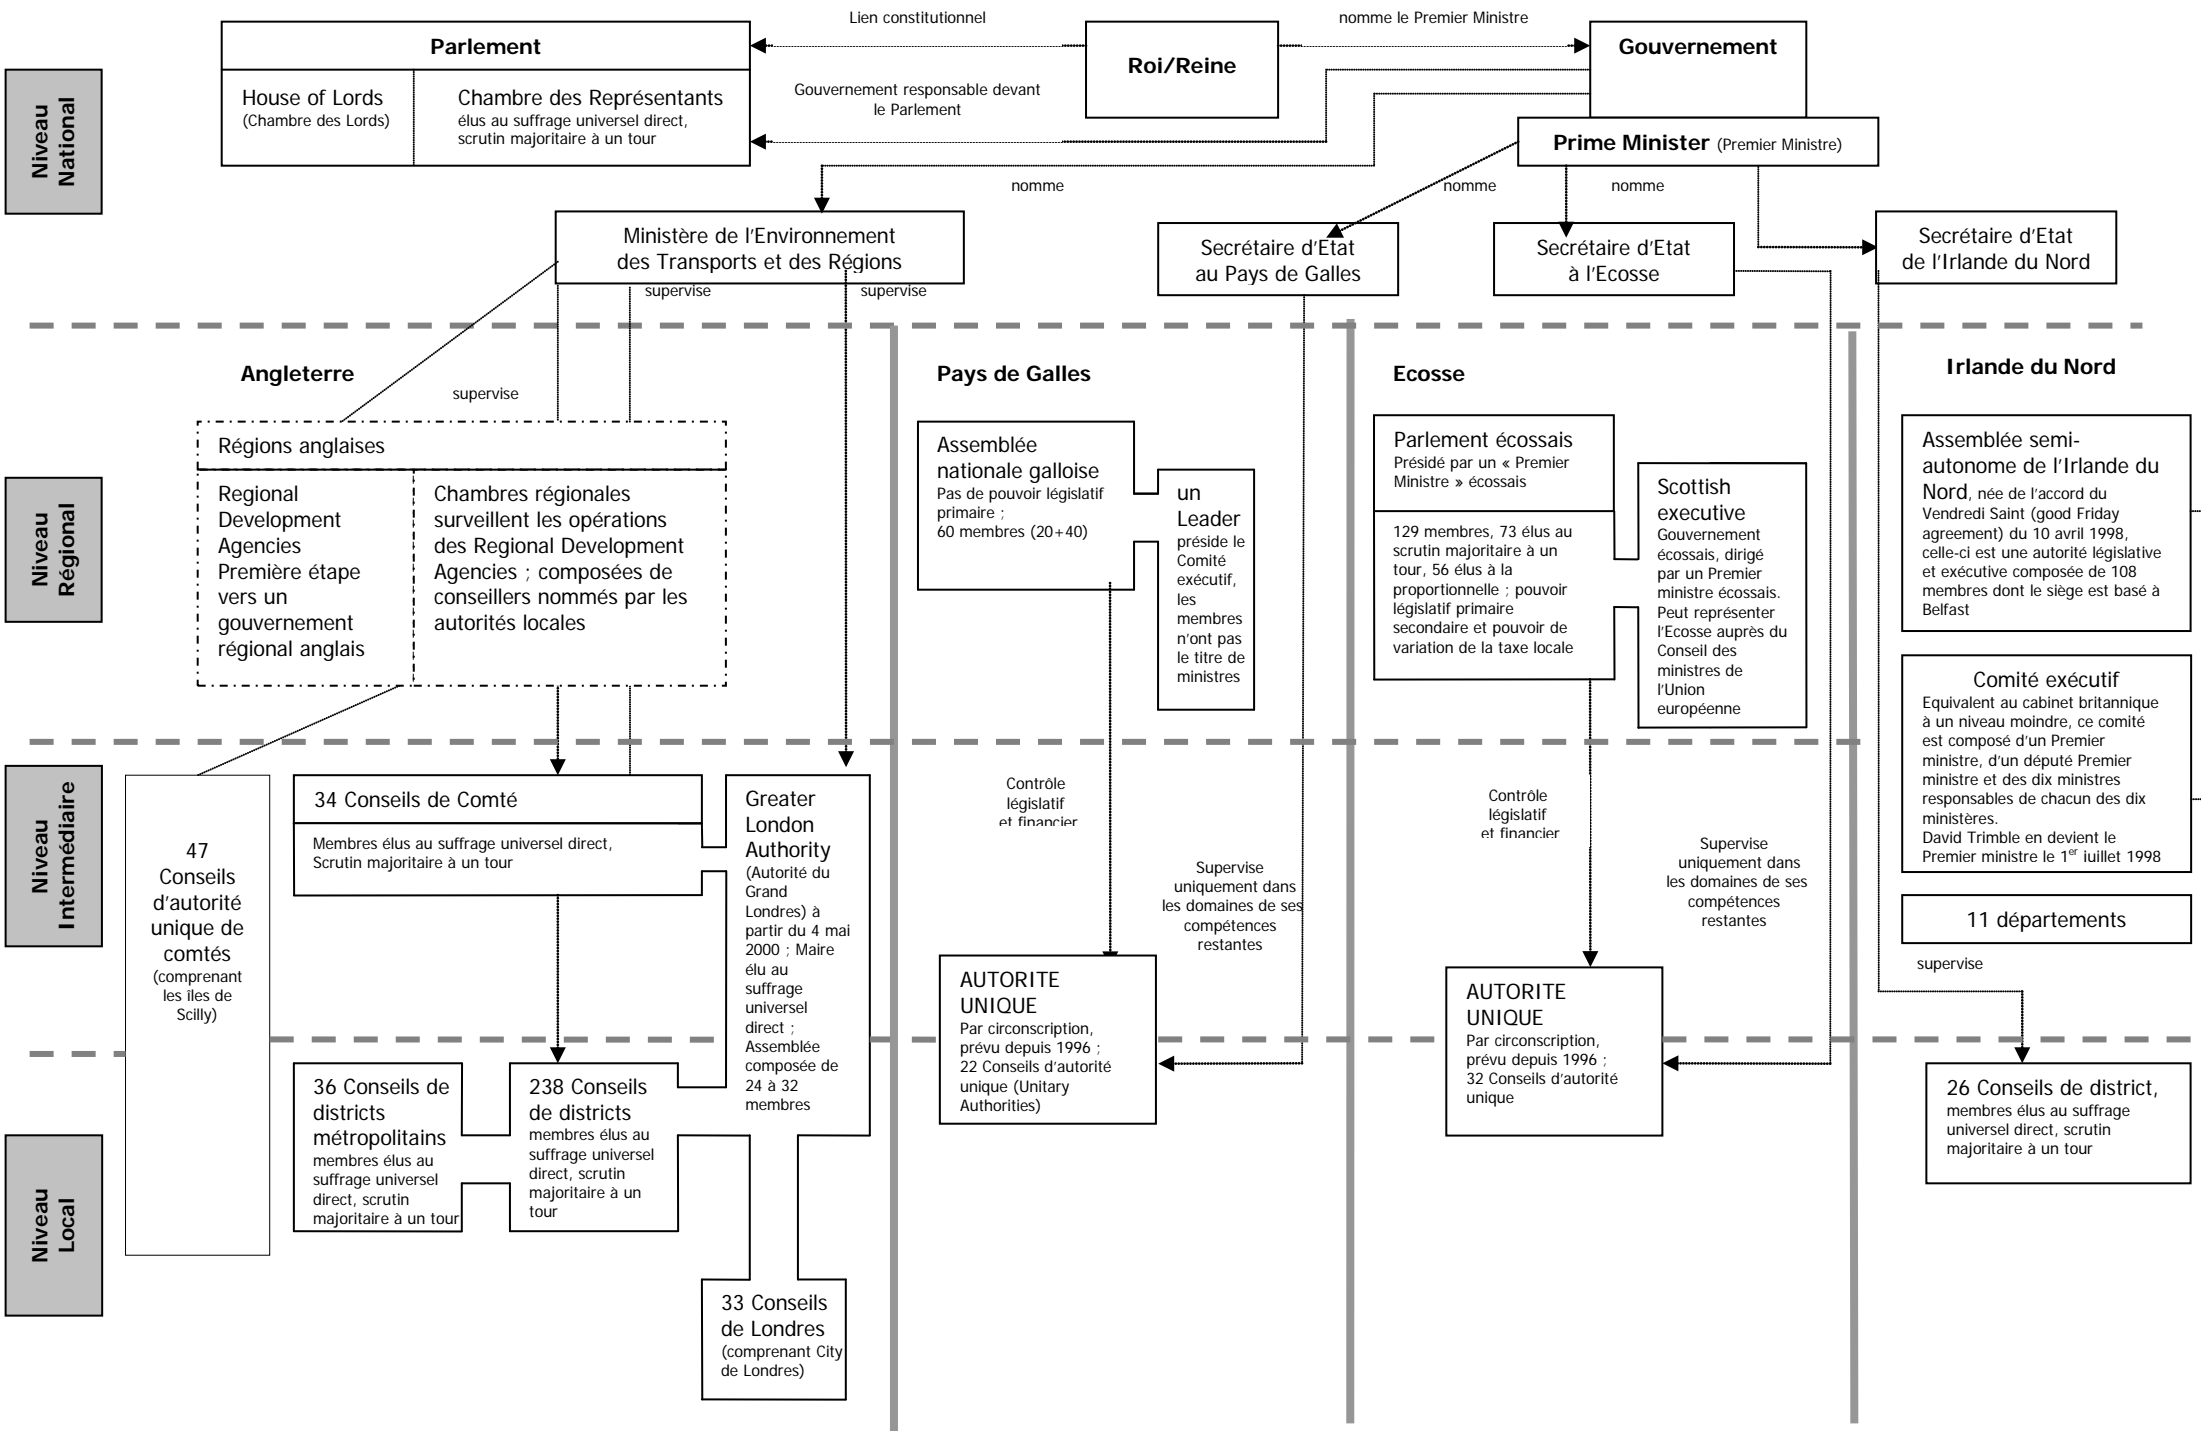 Lien constitutionnel
nomme le Premier Ministre
Parlement
Roi/Reine
Gouvernement
Niveau
National
House of Lords
(Chambre des Lords)
Chambre des Représentants
élus au suffrage universel direct,
scrutin majoritaire à un tour
Gouvernement responsable devant
le Parlement
Prime Minister (Premier Ministre)
nomme
nomme
nomme
Ministère de l'Environnement
des Transports et des Régions
Secrétaire d'Etat
au Pays de Galles
Secrétaire d'Etat
à l'Ecosse
Secrétaire d'Etat
de l'Irlande du Nord
supervise
supervise
Angleterre
Pays de Galles
Ecosse
Irlande du Nord
supervise
Niveau
Régional
Régions anglaises
Regional
Development
Agencies
Première étape
vers un
gouvernement
régional anglais
Chambres régionales
surveillent les opérations
des Regional Development
Agencies ; composées de
conseillers nommés par les
autorités locales
Assemblée
nationale galloise
Pas de pouvoir législatif
primaire ;
60 membres (20+40)
un
Leader
préside le
Comité
exécutif,
les
membres
n'ont pas
le titre de
ministres
Parlement écossais
Présidé par un « Premier
Ministre » écossais
129 membres, 73 élus au
scrutin majoritaire à un
tour, 56 élus à la
proportionnelle ; pouvoir
législatif primaire
secondaire et pouvoir de
variation de la taxe locale
Scottish
executive
Gouvernement
écossais, dirigé
par un Premier
ministre écossais.
Peut représenter
l'Ecosse auprès du
Conseil des
ministres de
l'Union
européenne
Assemblée semi-
autonome de l'Irlande du
Nord, née de l'accord du
Vendredi Saint (good Friday
agreement) du 10 avril 1998,
celle-ci est une autorité législative
et exécutive composée de 108
membres dont le siège est basé à
Belfast
Comité exécutif
Equivalent au cabinet britannique
à un niveau moindre, ce comité
est composé d'un Premier
ministre, d'un député Premier
ministre et des dix ministres
responsables de chacun des dix
ministères.
David Trimble en devient le
Premier ministre le 1er juillet 1998
11 départements
supervise
Niveau
Intermédiaire
47
Conseils
d'autorité
unique de
comtés
(comprenant
les îles de
Scilly)
34 Conseils de Comté
Membres élus au suffrage universel direct,
Scrutin majoritaire à un tour
Greater
London
Authority
(Autorité du
Grand
Londres) à
partir du 4 mai
2000 ; Maire
élu au
suffrage
universel
direct ;
Assemblée
composée de
24 à 32
membres
Contrôle
législatif
et financier
Supervise
uniquement dans
les domaines de ses
compétences
restantes
Contrôle
législatif
et financier
Supervise
uniquement dans
les domaines de ses
compétences
restantes
AUTORITE
UNIQUE
Par circonscription,
prévu depuis 1996 ;
22 Conseils d'autorité
unique (Unitary
Authorities)
AUTORITE
UNIQUE
Par circonscription,
prévu depuis 1996 ;
32 Conseils d'autorité
unique
Niveau
Local
36 Conseils de
districts
métropolitains
membres élus au
suffrage universel
direct, scrutin
majoritaire à un tour
238 Conseils
de districts
membres élus au
suffrage universel
direct, scrutin
majoritaire à un
tour
26 Conseils de district,
membres élus au suffrage
universel direct, scrutin
majoritaire à un tour
33 Conseils
de Londres
(comprenant City
de Londres)